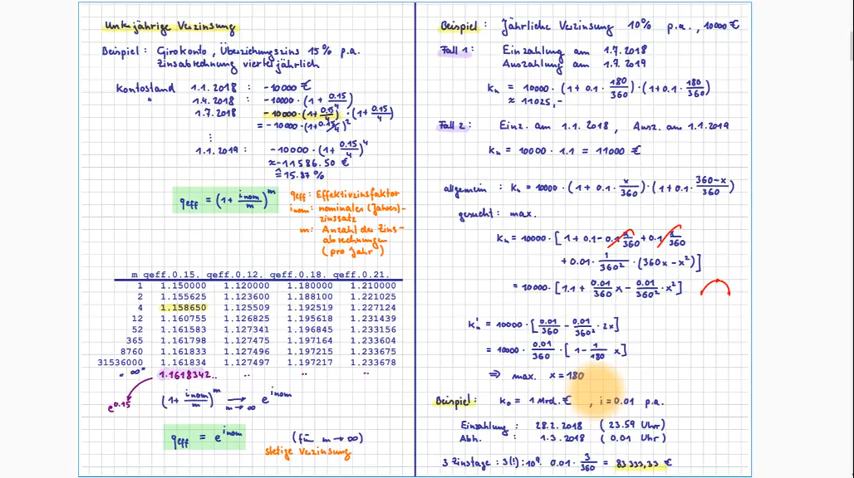 Unterjährige Verzinsung
Beispiel: Girokonto, Überziehungszins 15% p.a.
Zinsabrechnung vierteljährlich
Kontostand 1.1.2018 : -10000 €
" 1.4.2018 : -10000·(1+0.15/4)
1.7.2018 -10000·(1+0.15/4)·(1+0.15/4)
= -10000·(1+0.15/4)²
⋮
1.1.2019 : -10000·(1+0.15/4)⁴
≈ -11586.50 €
≙ 15.87 %
qeff = (1 + inom/m)^m
qeff: Effektivzinsfaktor
inom: nominaler (Jahres)-
zinssatz
m: Anzahl der Zins-
abrechnungen
(pro Jahr)
m qeff.0.15. qeff.0.12. qeff.0.18. qeff.0.21.
1 1.150000 1.120000 1.180000 1.210000
2 1.155625 1.123600 1.188100 1.221025
4 1.158650 1.125509 1.192519 1.227124
12 1.160755 1.126825 1.195618 1.231439
52 1.161583 1.127341 1.196845 1.233156
365 1.161798 1.127475 1.197164 1.233604
8760 1.161833 1.127496 1.197215 1.233675
31536000 1.161834 1.127497 1.197217 1.233678
"∞" 1.1618342.. .. .. ..
e^0.15
(1 + inom/m)^m → m→∞ e^inom
qeff = e^inom (für m→∞)
stetige Verzinsung
Beispiel: Jährliche Verzinsung 10% p.a., 10000 €
Fall 1: Einzahlung am 1.7.2018
Auszahlung am 1.7.2019
Kn = 10000·(1+0.1·180/360)·(1+0.1·180/360)
≈ 11025,-
Fall 2: Einz. am 1.1.2018, Ausz. am 1.1.2019
Kn = 10000·1.1 = 11000 €
allgemein: Kn = 10000·(1+0.1·x/360)·(1+0.1·360-x/360)
gesucht: max.
Kn = 10000·[1+0.1-0.1 x/360 +0.1 x/360
+0.01·1/360²·(360x-x²)]
= 10000·[1.1 + 0.01/360 x - 0.01/360²·x²]
Kn' = 10000·[0.01/360 - 0.01/360²·2x]
= 10000·0.01/360·[1 - 1/180 x]
⇒ max. x=180
Beispiel: K0 = 1 Mrd. €, i=0.01 p.a.
Einzahlung : 28.2.2018 (23.59 Uhr)
Abh. : 1.3.2018 (0.01 Uhr)
3 Zinstage: 3(!): 10⁹. 0.01·3/360 = 83333,33 €